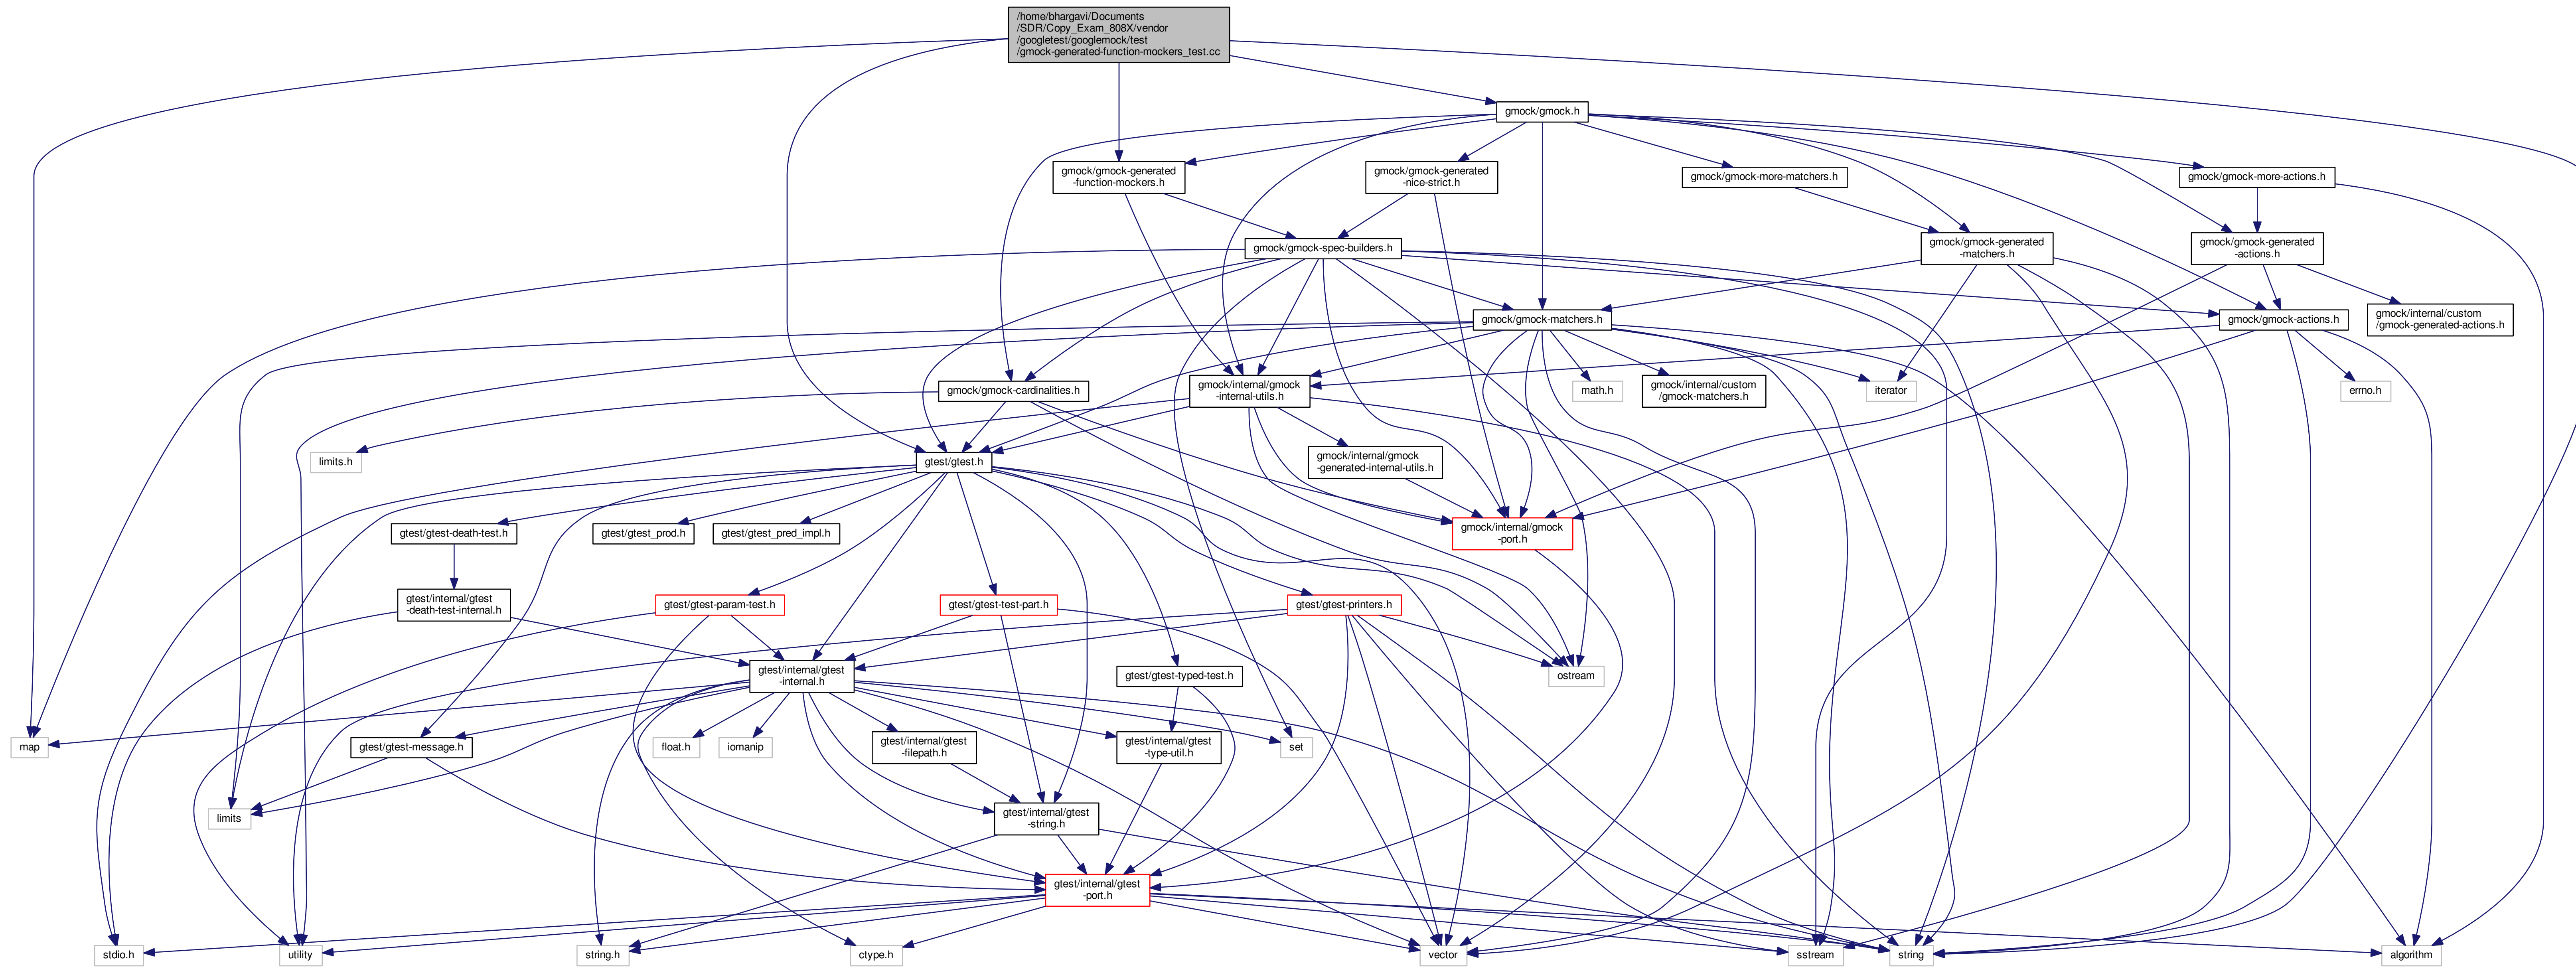 /home/bhargavi/Documents
/SDR/Copy_Exam_808X/vendor
/googletest/googlemock/test
/gmock-generated-function-mockers_test.cc
gmock/gmock.h
gmock/gmock-generated
-function-mockers.h
gmock/gmock-generated
-nice-strict.h
gmock/gmock-more-matchers.h
gmock/gmock-more-actions.h
gmock/gmock-spec-builders.h
gmock/gmock-generated
-matchers.h
gmock/gmock-generated
-actions.h
gmock/gmock-matchers.h
gmock/gmock-actions.h
gmock/internal/custom
/gmock-generated-actions.h
gmock/gmock-cardinalities.h
gmock/internal/gmock
-internal-utils.h
math.h
gmock/internal/custom
/gmock-matchers.h
iterator
errno.h
limits.h
gtest/gtest.h
gmock/internal/gmock
-generated-internal-utils.h
gtest/gtest-death-test.h
gtest/gtest_prod.h
gtest/gtest_pred_impl.h
gmock/internal/gmock
-port.h
gtest/internal/gtest
-death-test-internal.h
gtest/gtest-param-test.h
gtest/gtest-test-part.h
gtest/gtest-printers.h
gtest/internal/gtest
-internal.h
gtest/gtest-typed-test.h
ostream
map
gtest/gtest-message.h
float.h
iomanip
gtest/internal/gtest
-filepath.h
gtest/internal/gtest
-type-util.h
set
limits
gtest/internal/gtest
-string.h
gtest/internal/gtest
-port.h
stdio.h
utility
string.h
ctype.h
vector
sstream
string
algorithm